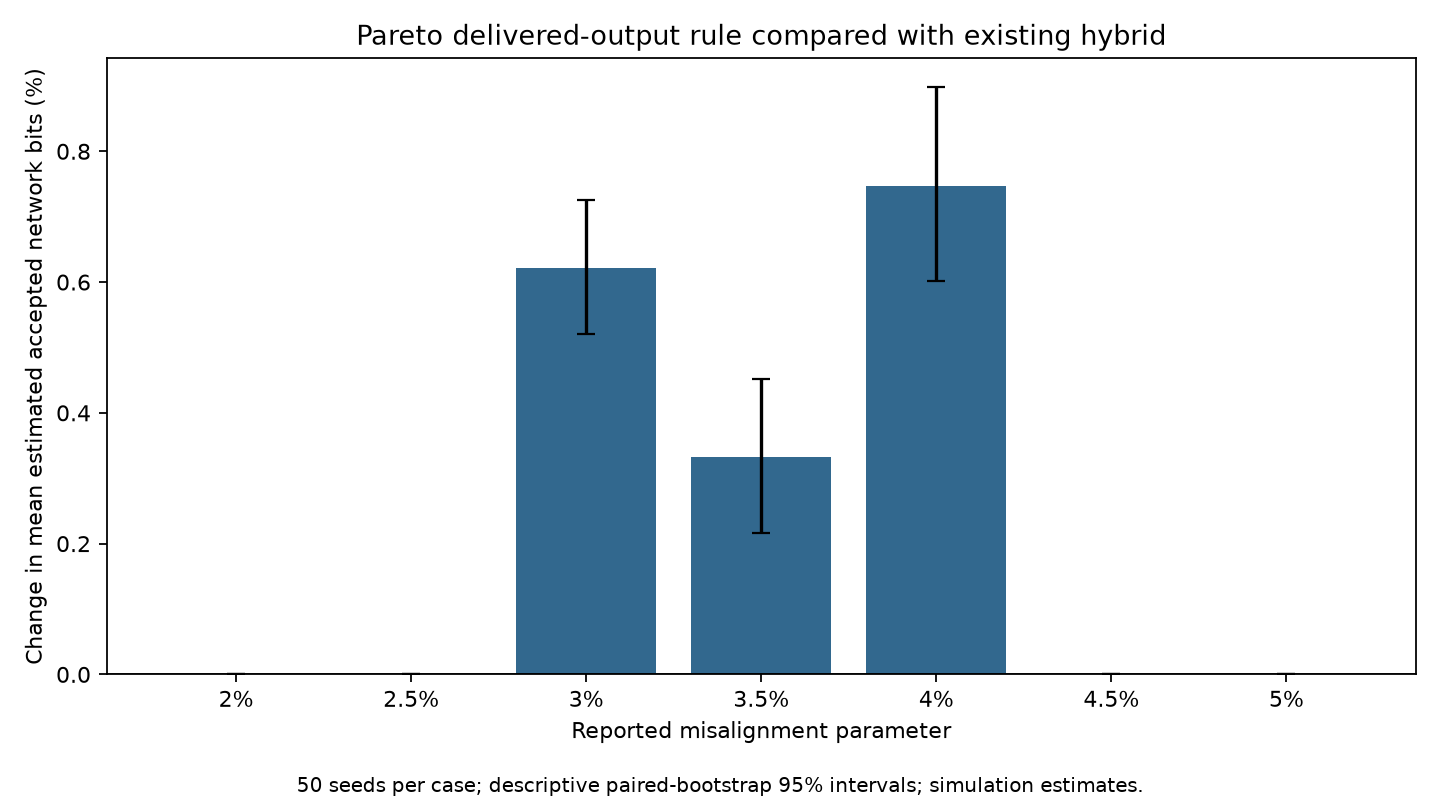 Pareto delivered-output rule compared with existing hybrid
Change in mean estimated accepted network bits (%)
0.8
0.6
0.4
0.2
0.0
2% 2.5% 3% 3.5% 4% 4.5% 5%
Reported misalignment parameter
50 seeds per case; descriptive paired-bootstrap 95% intervals; simulation estimates.